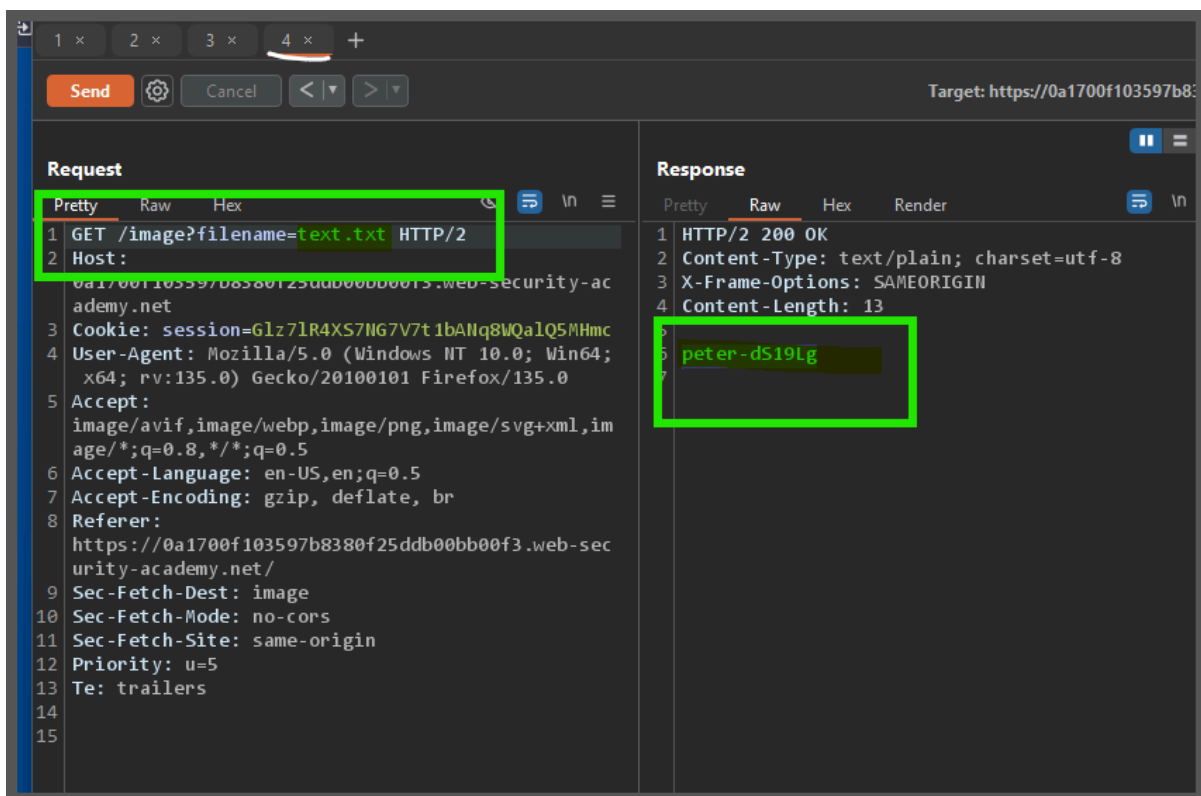 1 × 2 × 3 × 4 × +
Send Cancel < > Target: https://0a1700f103597b8
Request
Pretty Raw Hex \n
1 GET /image?filename=text.txt HTTP/2
2 Host:
0a1700f103597b8380f25ddb00bb00f3.web-security-ac
ademy.net
3 Cookie: session=Glz7lR4XS7NG7V7t1bANq8WQalQ5MHmc
4 User-Agent: Mozilla/5.0 (Windows NT 10.0; Win64;
x64; rv:135.0) Gecko/20100101 Firefox/135.0
5 Accept:
image/avif,image/webp,image/png,image/svg+xml,im
age/*;q=0.8,*/*;q=0.5
6 Accept-Language: en-US,en;q=0.5
7 Accept-Encoding: gzip, deflate, br
8 Referer:
https://0a1700f103597b8380f25ddb00bb00f3.web-sec
urity-academy.net/
9 Sec-Fetch-Dest: image
10 Sec-Fetch-Mode: no-cors
11 Sec-Fetch-Site: same-origin
12 Priority: u=5
13 Te: trailers
14
15
Response
Pretty Raw Hex Render \n
1 HTTP/2 200 OK
2 Content-Type: text/plain; charset=utf-8
3 X-Frame-Options: SAMEORIGIN
4 Content-Length: 13
5
6 peter-dS19Lg
7